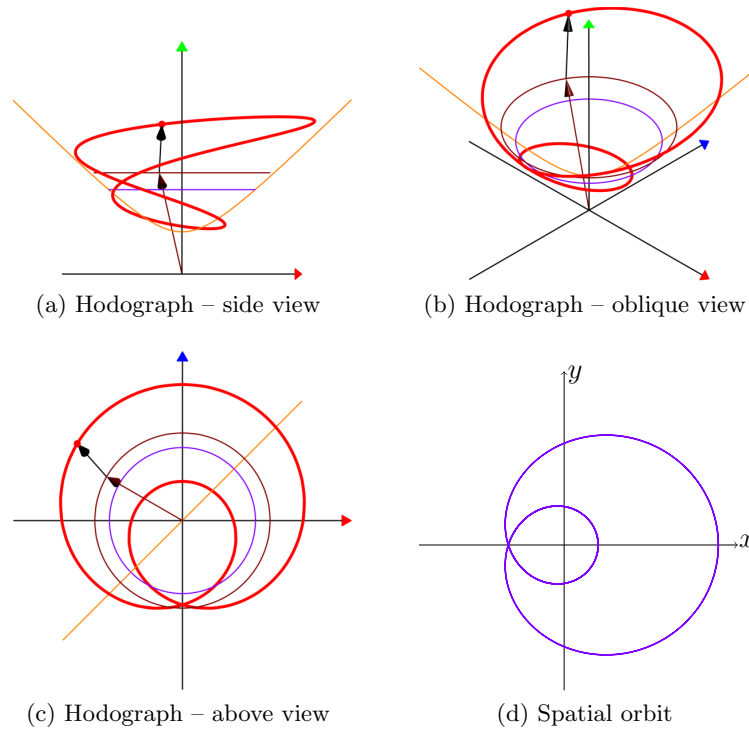 (a) Hodograph – side view
(b) Hodograph – oblique view
y
x
(c) Hodograph – above view
(d) Spatial orbit